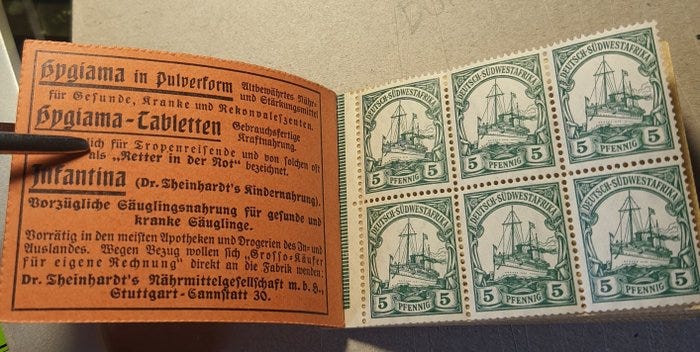 Hygiama in Pulverform Altbewährtes Nähr-
und Stärkungsmittel
für Gesunde, Kranke und Rekonvaleszenten.
Hygiama-Tabletten Gebrauchsfertige
Kraftnahrung.
für Tropenreisende und von solchen oft
als „Retter in der Not" bezeichnet.
Infantina (Dr. Theinhardt's Kindernahrung).
Vorzügliche Säuglingsnahrung für gesunde und
kranke Säuglinge.
Vorrätig in den meisten Apotheken und Drogerien des In- und
Auslandes. Wegen Bezug wollen sich „Grosso-Käufer
für eigene Rechnung" direkt an die Fabrik wenden:
Dr. Theinhardt's Nährmittelgesellschaft m. b. H.,
Stuttgart-Cannstatt 30.
DEUTSCH-SÜDWESTAFRIKA
5 PFENNIG 5
DEUTSCH-SÜDWESTAFRIKA
5 PFENNIG 5
DEUTSCH-SÜDWESTAFRIKA
5 PFENNIG 5
DEUTSCH-SÜDWESTAFRIKA
5 PFENNIG 5
DEUTSCH-SÜDWESTAFRIKA
5 PFENNIG 5
DEUTSCH-SÜDWESTAFRIKA
5 PFENNIG 5